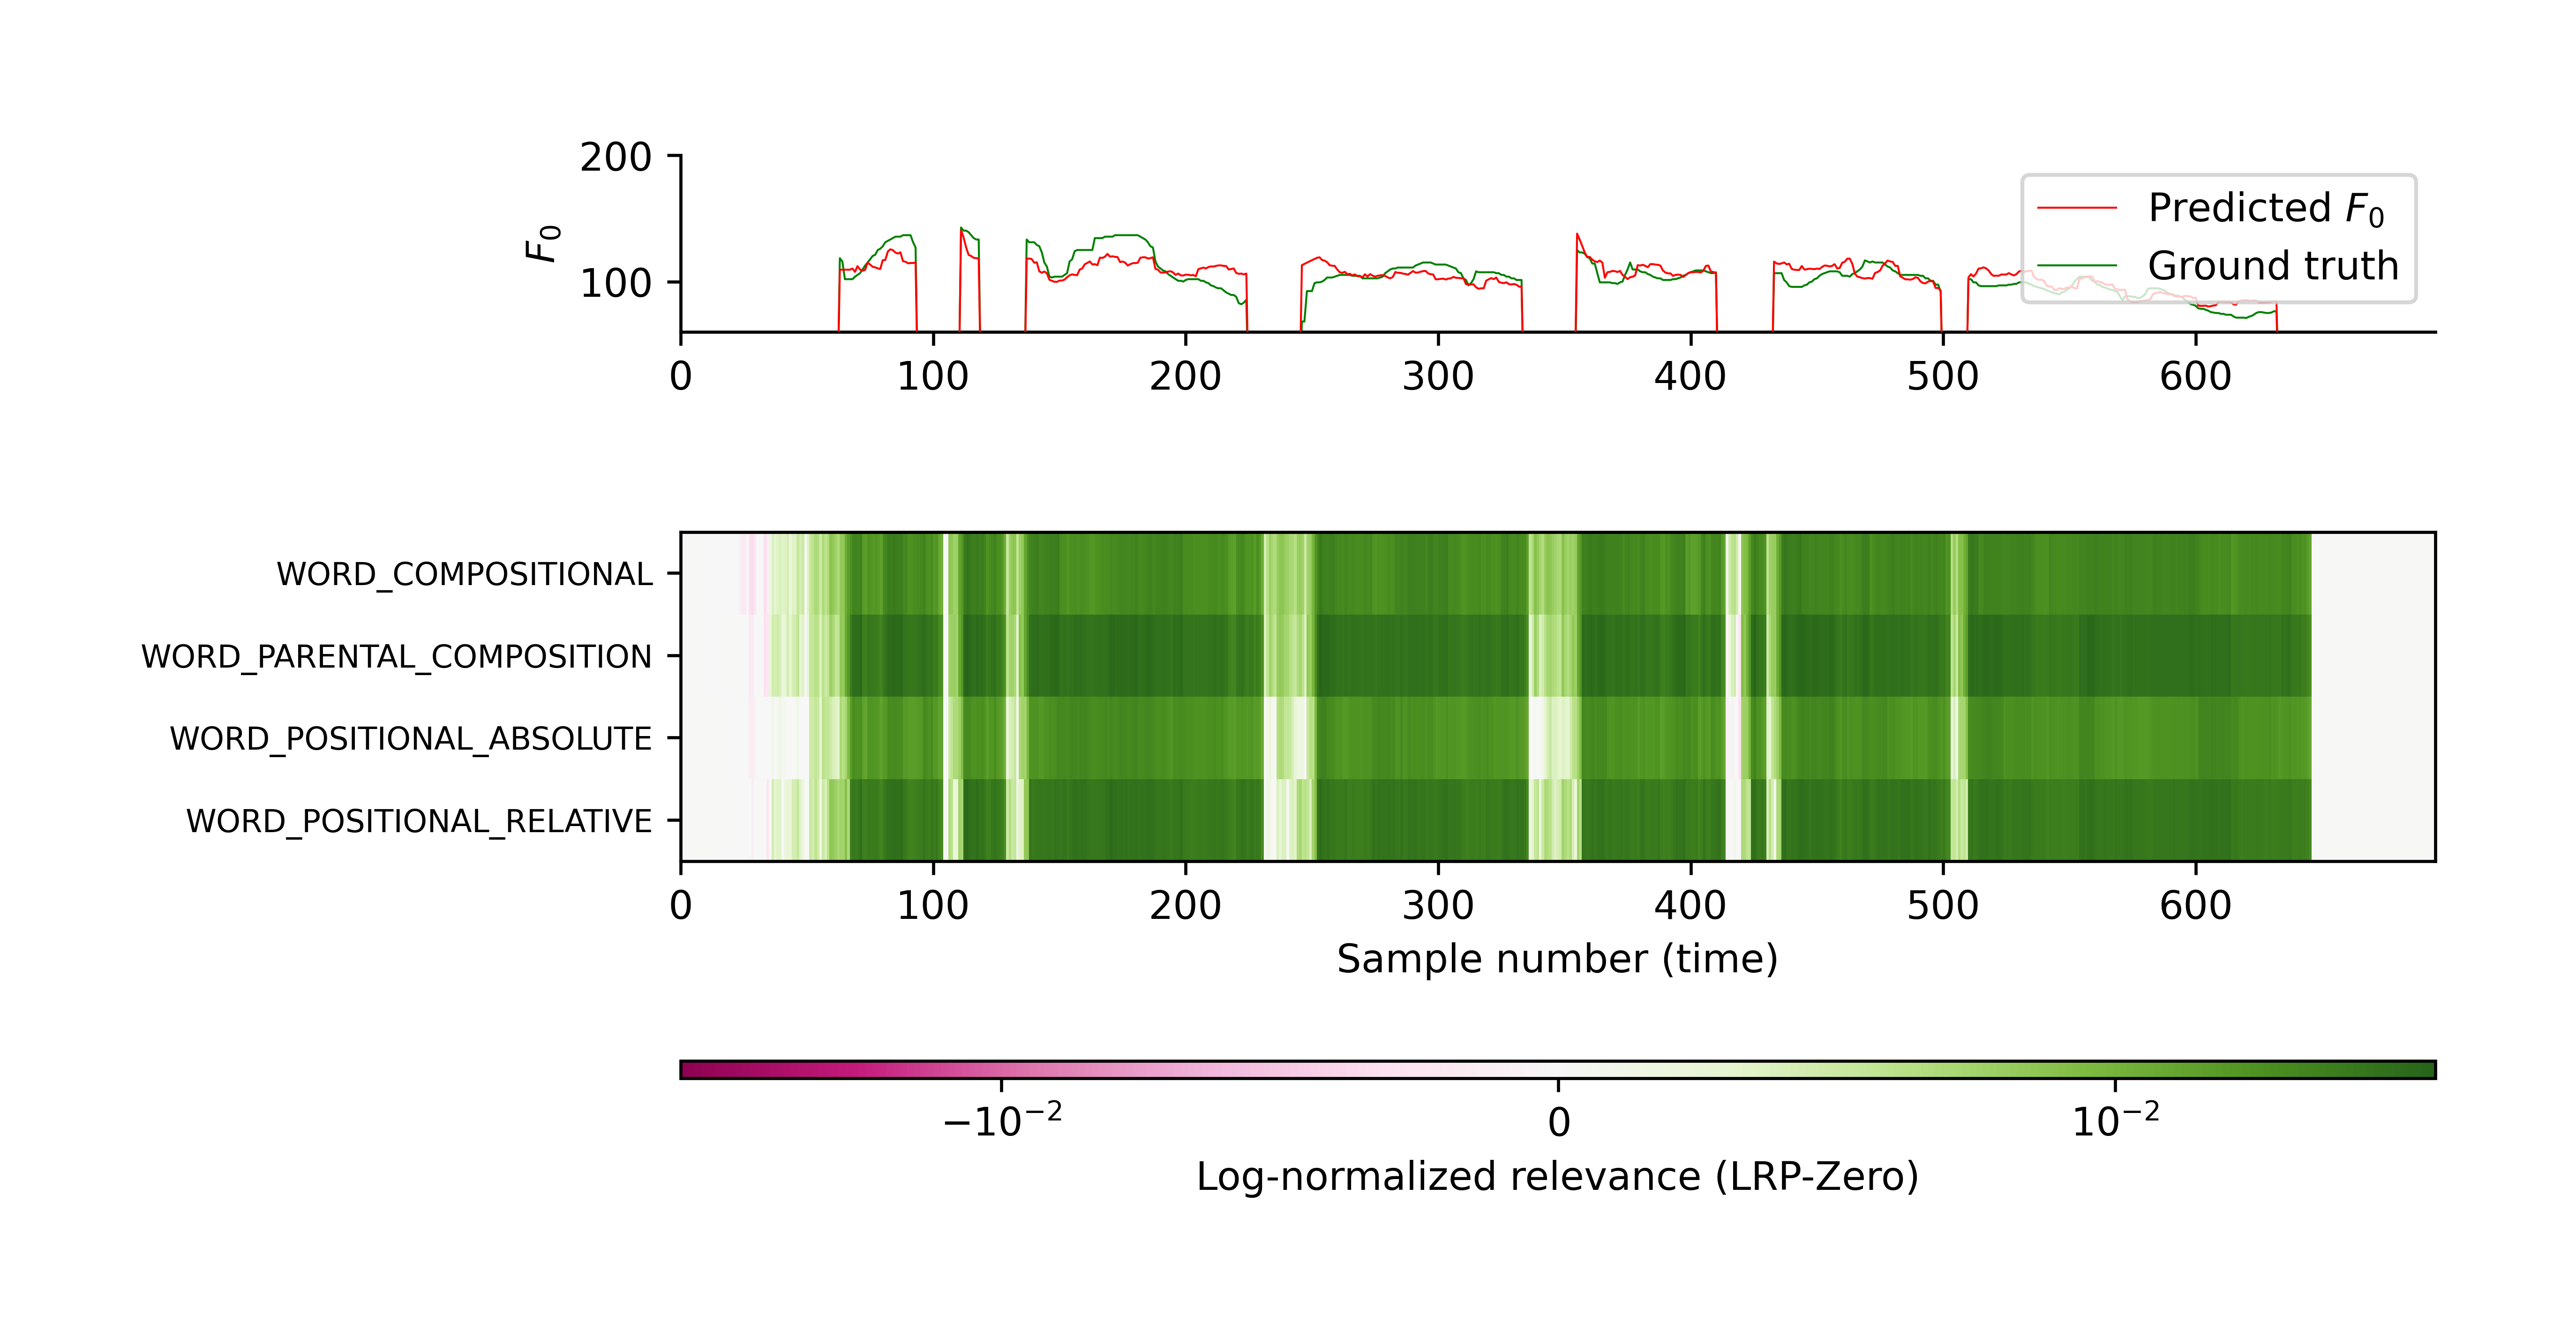 200
100
F₀
Predicted F₀
Ground truth
0 100 200 300 400 500 600
WORD_COMPOSITIONAL
WORD_PARENTAL_COMPOSITION
WORD_POSITIONAL_ABSOLUTE
WORD_POSITIONAL_RELATIVE
0 100 200 300 400 500 600
Sample number (time)
−10⁻² 0 10⁻²
Log-normalized relevance (LRP-Zero)